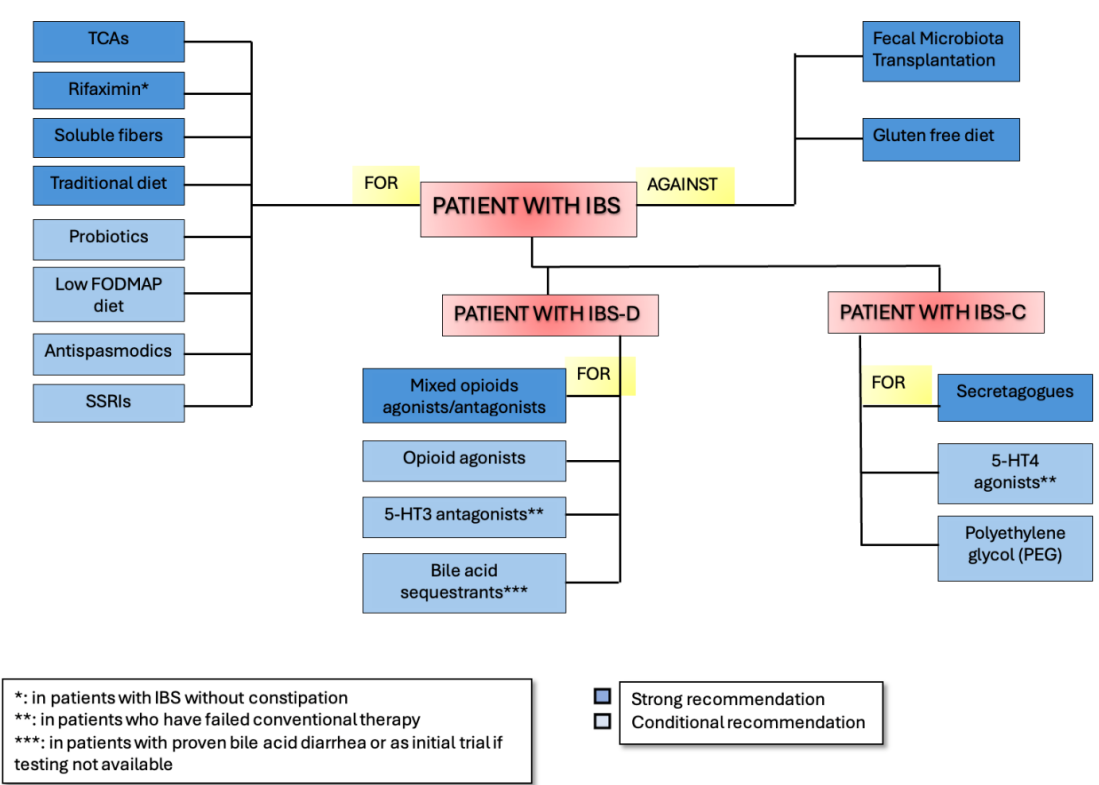 TCAs
Rifaximin*
Soluble fibers
Traditional diet
Probiotics
Low FODMAP
diet
Antispasmodics
SSRIs
FOR
PATIENT WITH IBS
AGAINST
Fecal Microbiota
Transplantation
Gluten free diet
PATIENT WITH IBS-D
FOR
Mixed opioids
agonists/antagonists
Opioid agonists
5-HT3 antagonists**
Bile acid
sequestrants***
PATIENT WITH IBS-C
FOR
Secretagogues
5-HT4
agonists**
Polyethylene
glycol (PEG)
*: in patients with IBS without constipation
**: in patients who have failed conventional therapy
***: in patients with proven bile acid diarrhea or as initial trial if
testing not available
Strong recommendation
Conditional recommendation